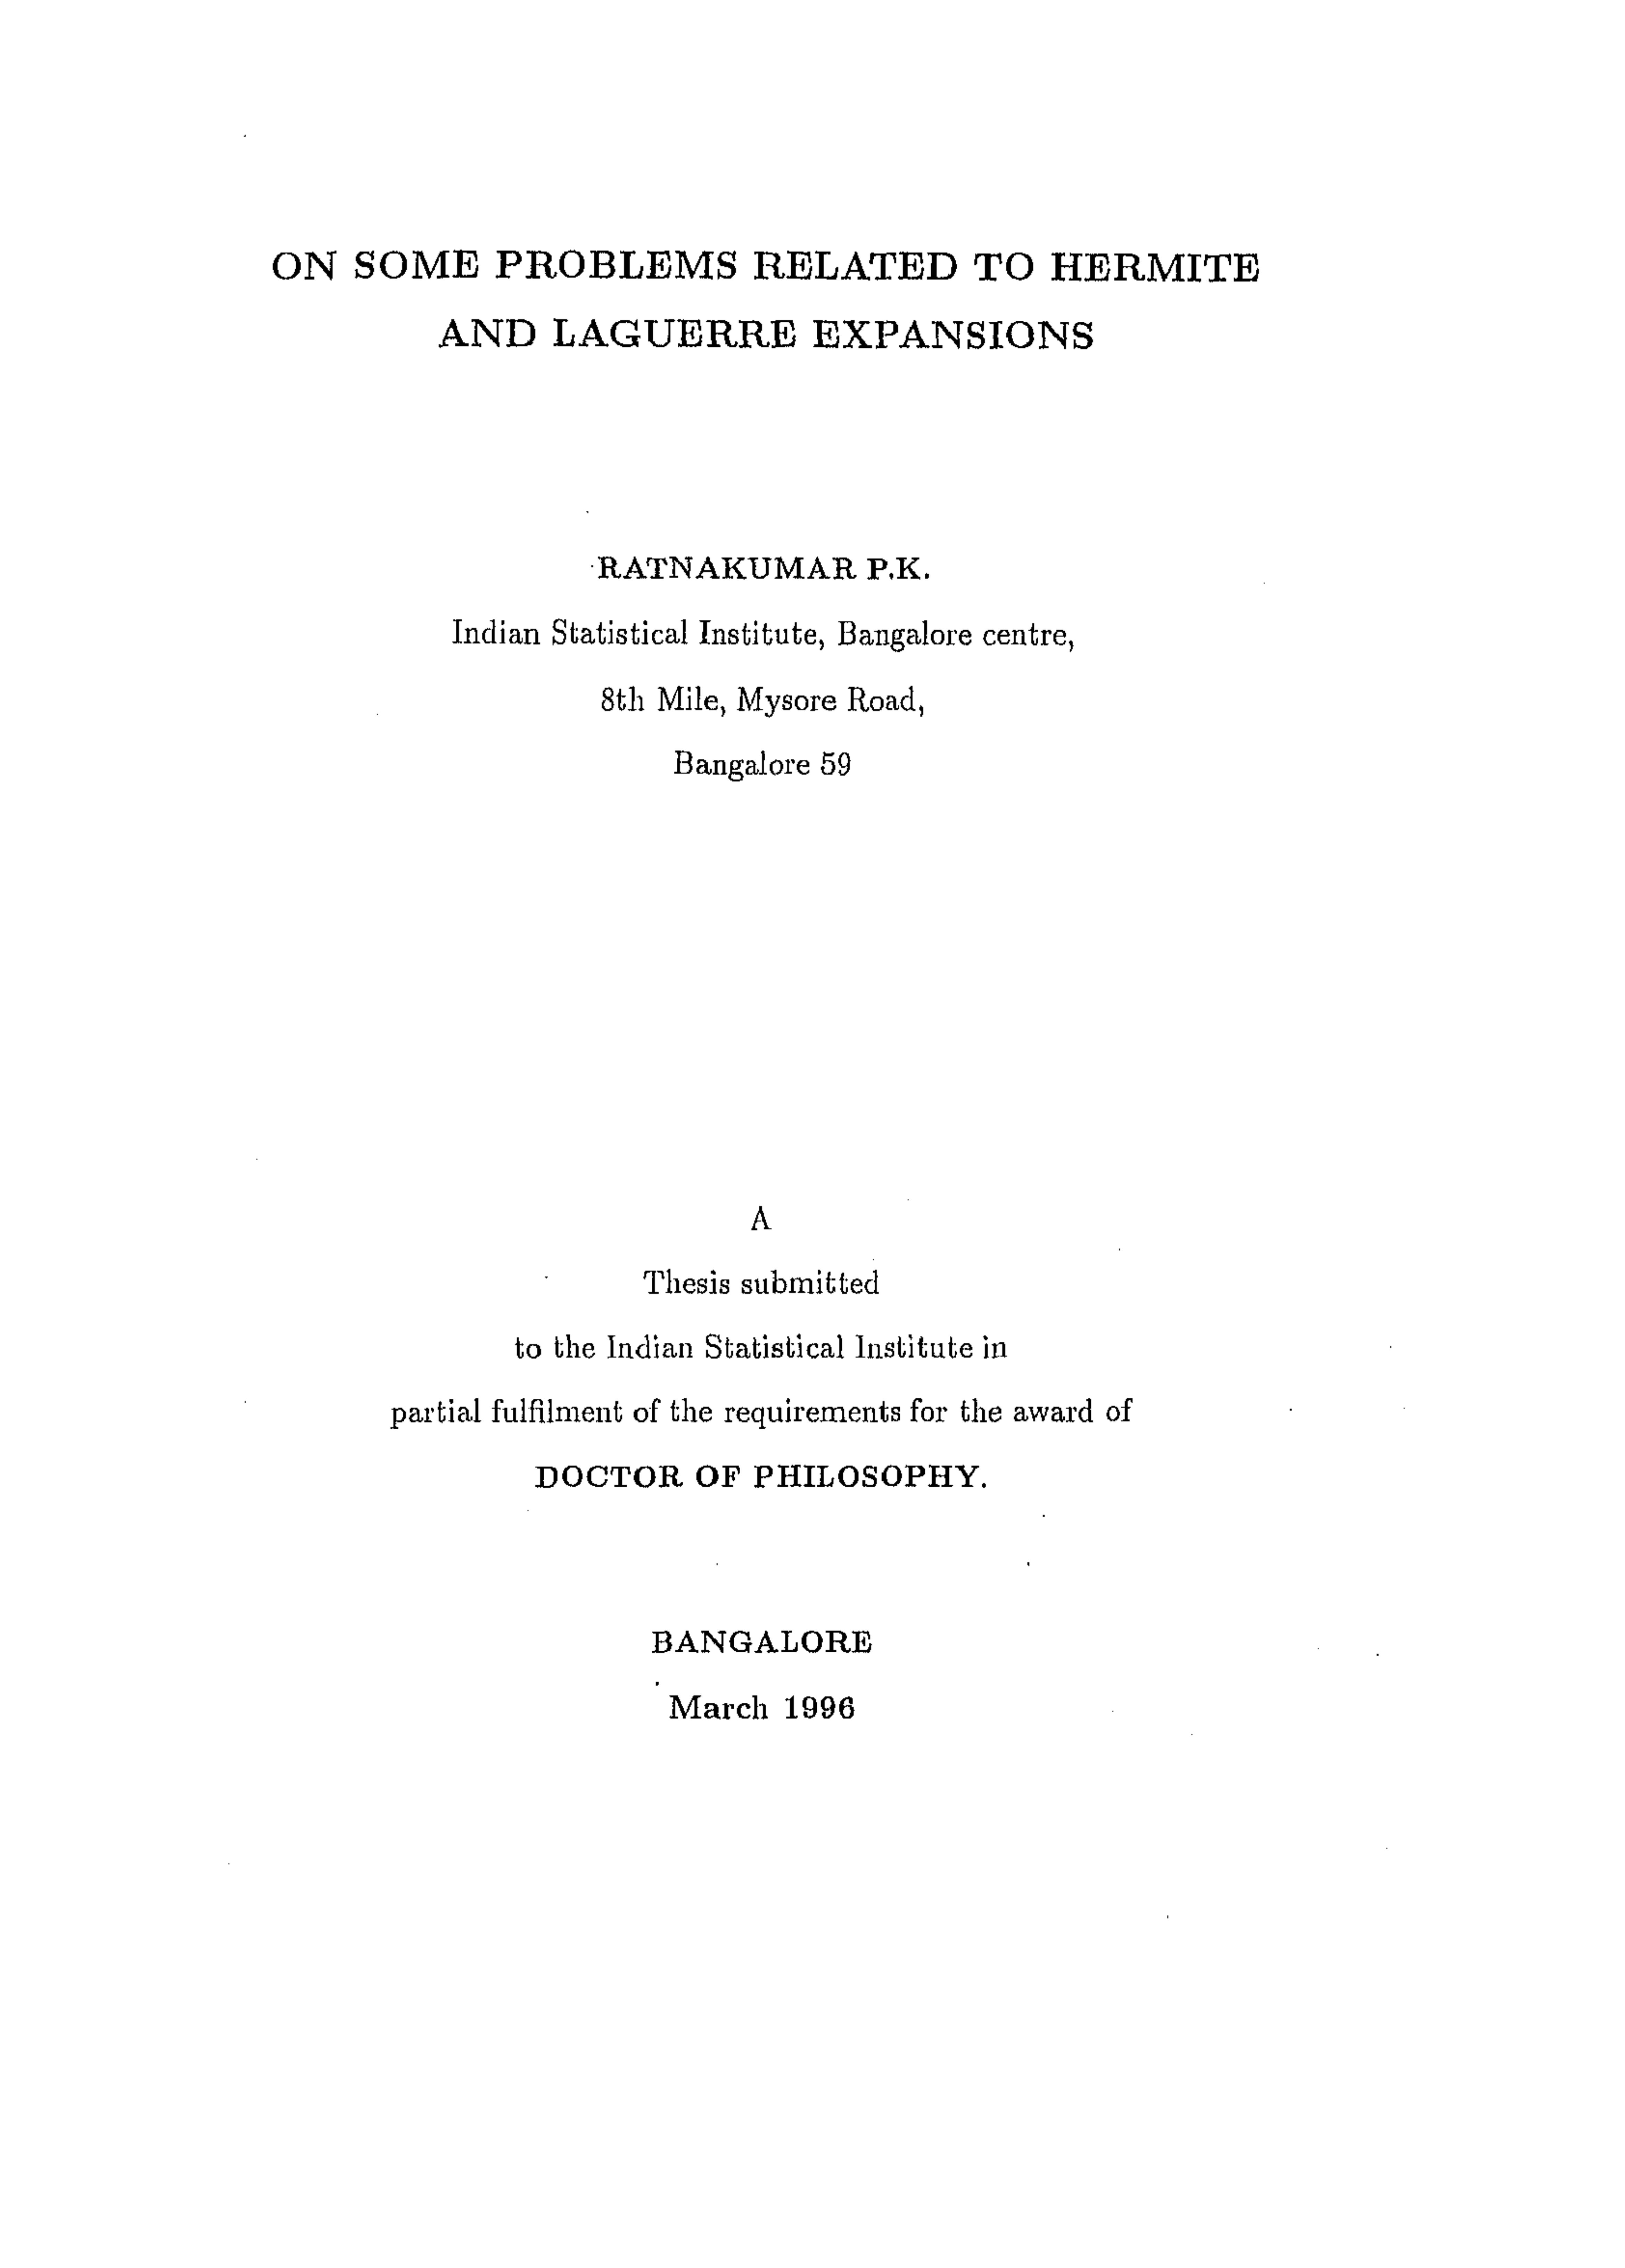 ON SOME PROBLEMS RELATED TO HERMITE
AND LAGUERRE EXPANSIONS
RATNAKUMAR P.K.
Indian Statistical Institute, Bangalore centre,
8th Mile, Mysore Road,
Bangalore 59
A
Thesis submitted
to the Indian Statistical Institute in
partial fulfilment of the requirements for the award of
DOCTOR OF PHILOSOPHY.
BANGALORE
March 1996